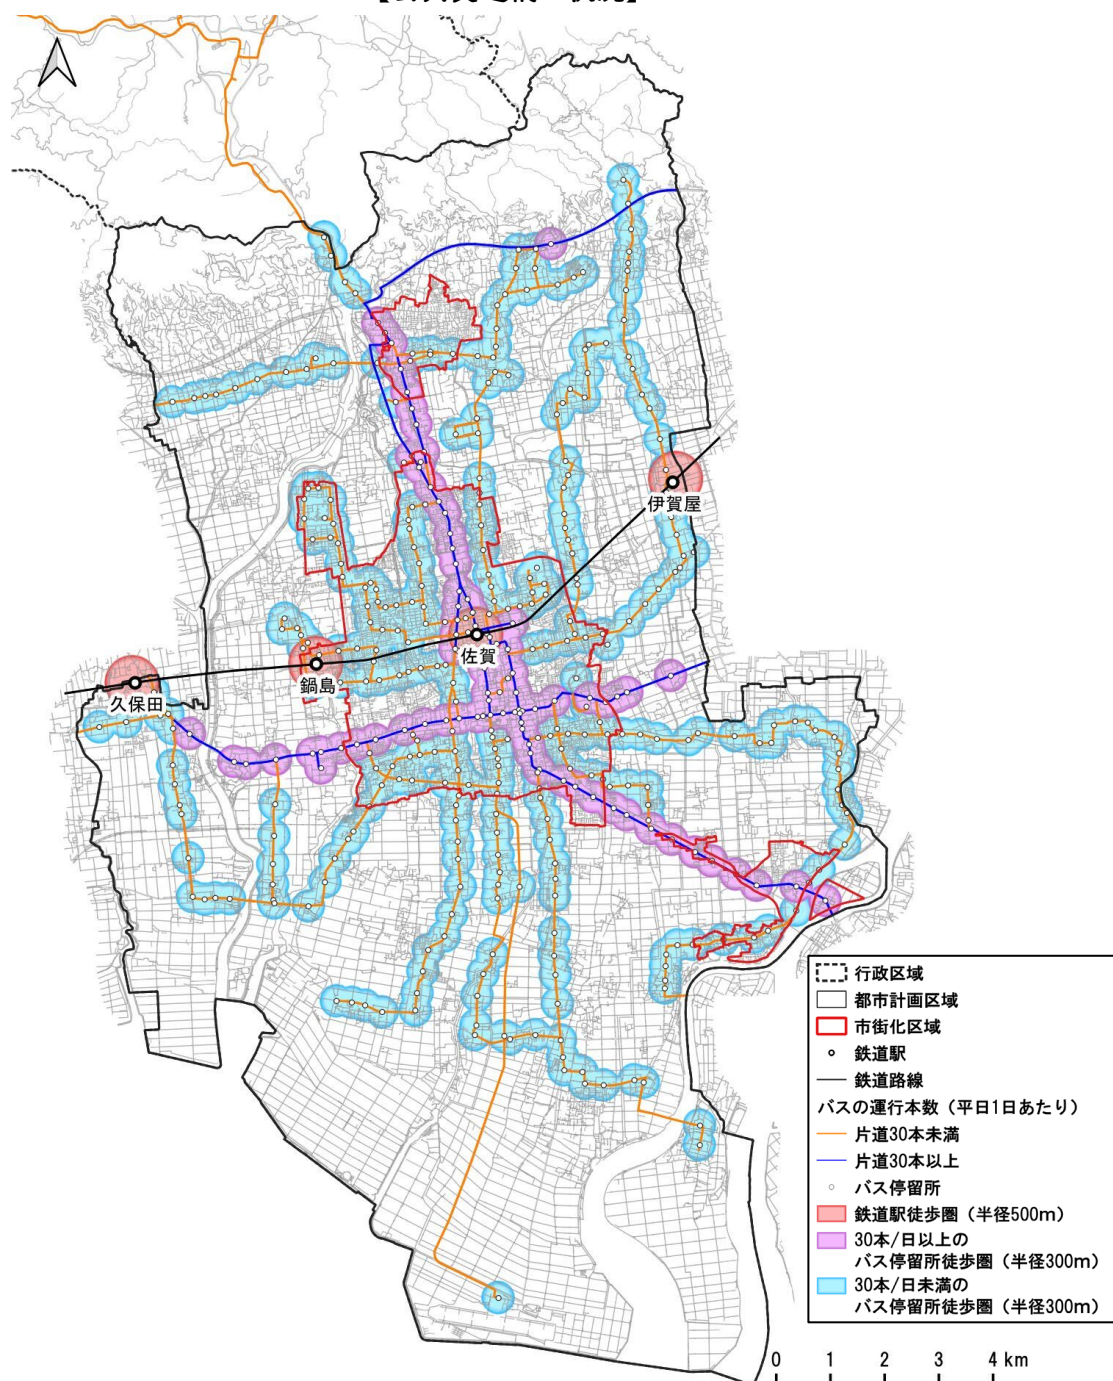 伊賀屋
佐賀
鍋島
久保田
行政区域
都市計画区域
市街化区域
鉄道駅
鉄道路線
バスの運行本数（平日1日あたり）
片道30本未満
片道30本以上
バス停留所
鉄道駅徒歩圏（半径500m）
30本/日以上の
バス停留所徒歩圏（半径300m）
30本/日未満の
バス停留所徒歩圏（半径300m）
0 1 2 3 4 km